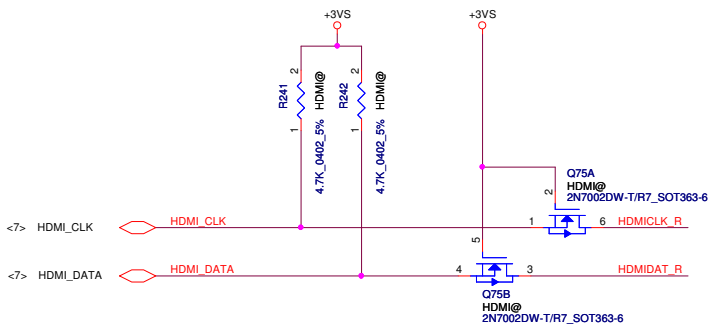 +3VS
+3VS
2
2
R241
HDMI@
4.7K_0402_5%
R242
HDMI@
4.7K_0402_5%
1
1
Q75A
HDMI@
2N7002DW-T/R7_SOT363-6
2
<7> HDMI_CLK
HDMI_CLK
1
6
HDMICLK_R
5
<7> HDMI_DATA
HDMI_DATA
4
3
HDMIDAT_R
Q75B
HDMI@
2N7002DW-T/R7_SOT363-6